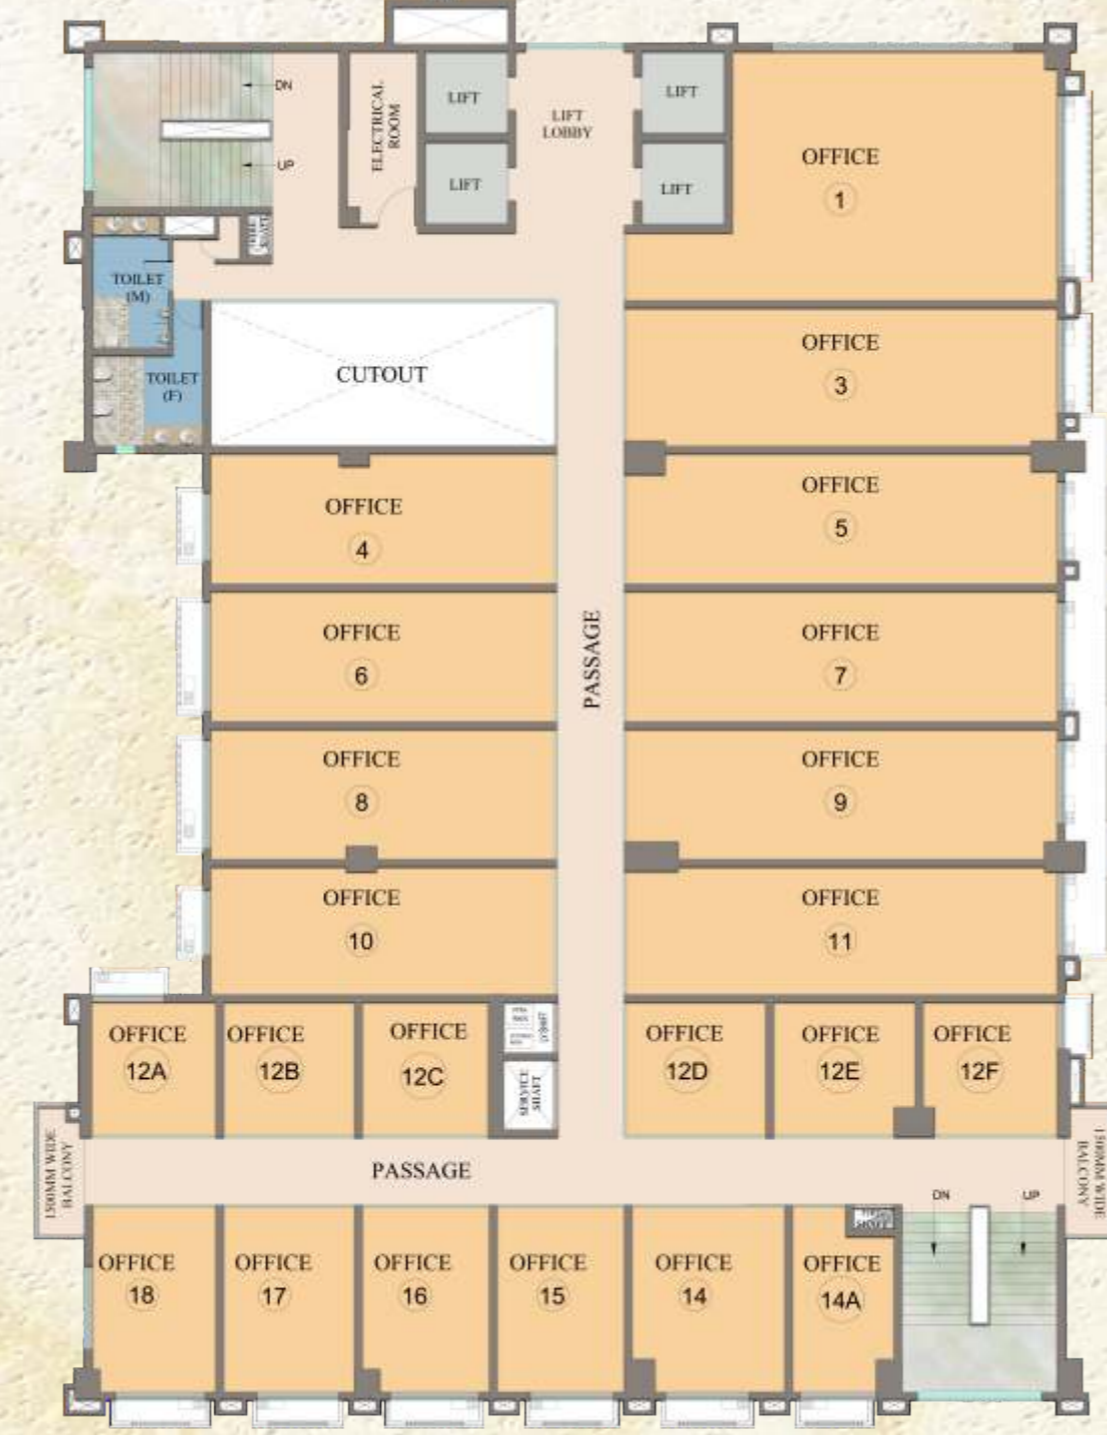 DN
UP
ELECTRICAL
ROOM
LIFT
LIFT
LIFT
LOBBY
LIFT
LIFT
OFFICE
1
TOILET
(M)
TOILET
(F)
CUTOUT
OFFICE
3
OFFICE
4
OFFICE
5
OFFICE
6
PASSAGE
OFFICE
7
OFFICE
8
OFFICE
9
OFFICE
10
OFFICE
11
OFFICE
12A
OFFICE
12B
OFFICE
12C
SERVICE
SHAFT
OFFICE
12D
OFFICE
12E
OFFICE
12F
1500MM WIDE
BALCONY
PASSAGE
1500MM WIDE
BALCONY
DN
UP
OFFICE
18
OFFICE
17
OFFICE
16
OFFICE
15
OFFICE
14
OFFICE
14A